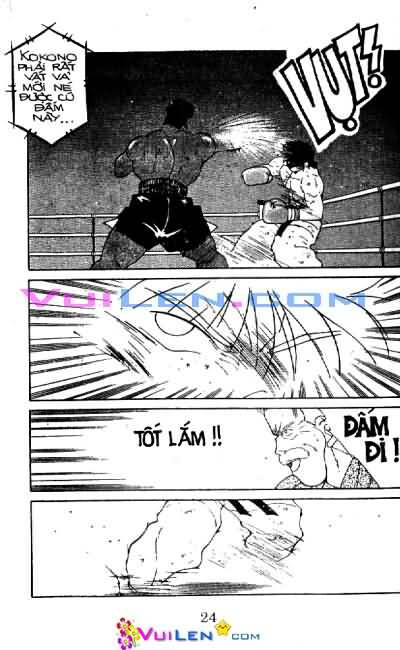 KOKONO
PHẢI RẤT
VẤT VẢ
MỚI NÉ
ĐƯỢC CÚ
ĐẤM
NÀY...
VỤT!!
VUILEN.COM
TỐT LẮM!!
ĐẤM
ĐI!
24
VUILEN